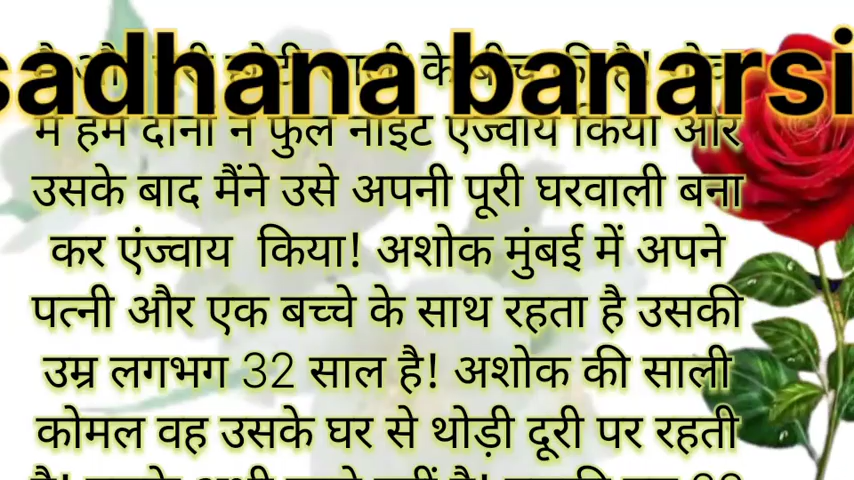 sadhana banarsi
के बीच की है!
में हम दोनों ने फुल नाइट एंज्वाय किया और
उसके बाद मैंने उसे अपनी पूरी घरवाली बना
कर एंज्वाय किया! अशोक मुंबई में अपने
पत्नी और एक बच्चे के साथ रहता है उसकी
उम्र लगभग 32 साल है! अशोक की साली
कोमल वह उसके घर से थोड़ी दूरी पर रहती